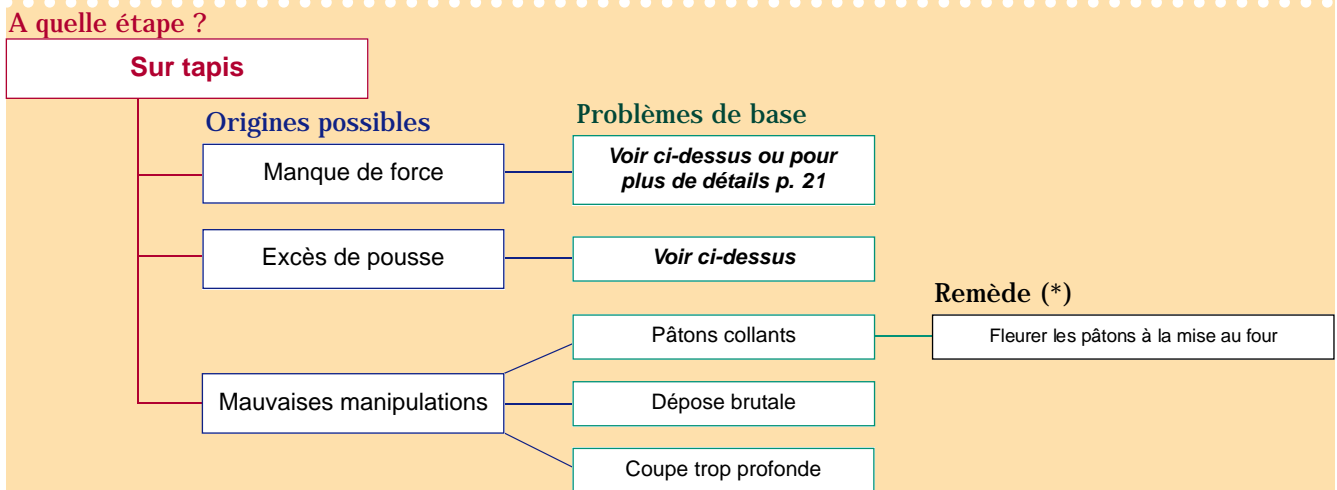 A quelle étape ?
Sur tapis
Origines possibles
Problèmes de base
Manque de force
Voir ci-dessus ou pour
plus de détails p. 21
Excès de pousse
Voir ci-dessus
Remède (*)
Pâtons collants
Fleurer les pâtons à la mise au four
Mauvaises manipulations
Dépose brutale
Coupe trop profonde